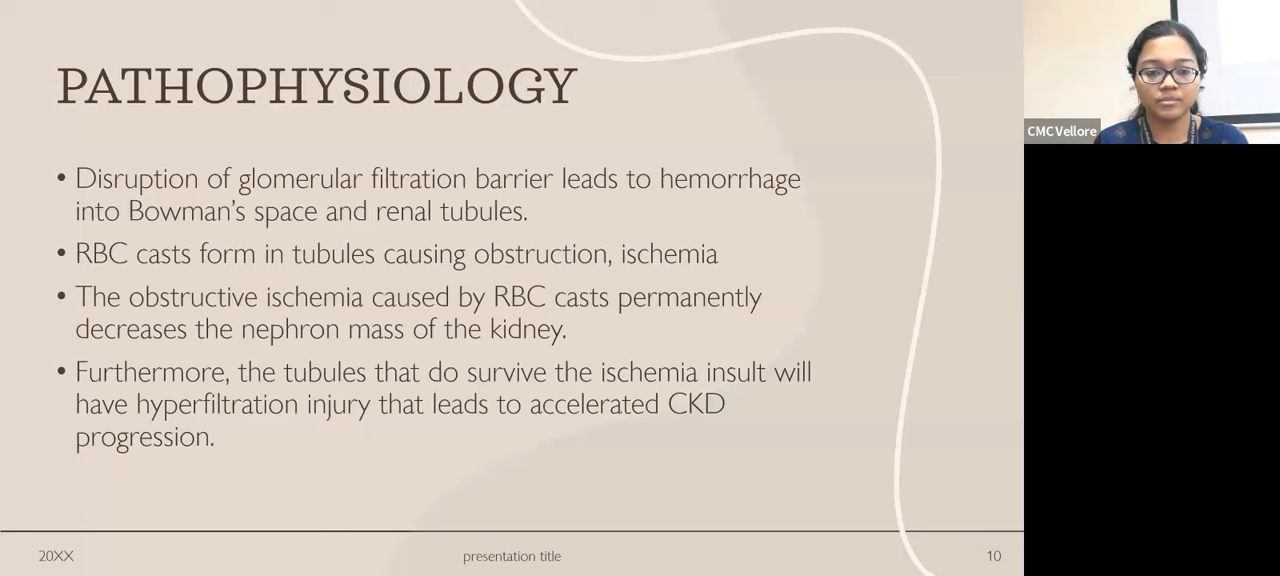 PATHOPHYSIOLOGY
• Disruption of glomerular filtration barrier leads to hemorrhage
into Bowman's space and renal tubules.
• RBC casts form in tubules causing obstruction, ischemia
• The obstructive ischemia caused by RBC casts permanently
decreases the nephron mass of the kidney.
• Furthermore, the tubules that do survive the ischemia insult will
have hyperfiltration injury that leads to accelerated CKD
progression.
20XX
presentation title
10
CMC Vellore